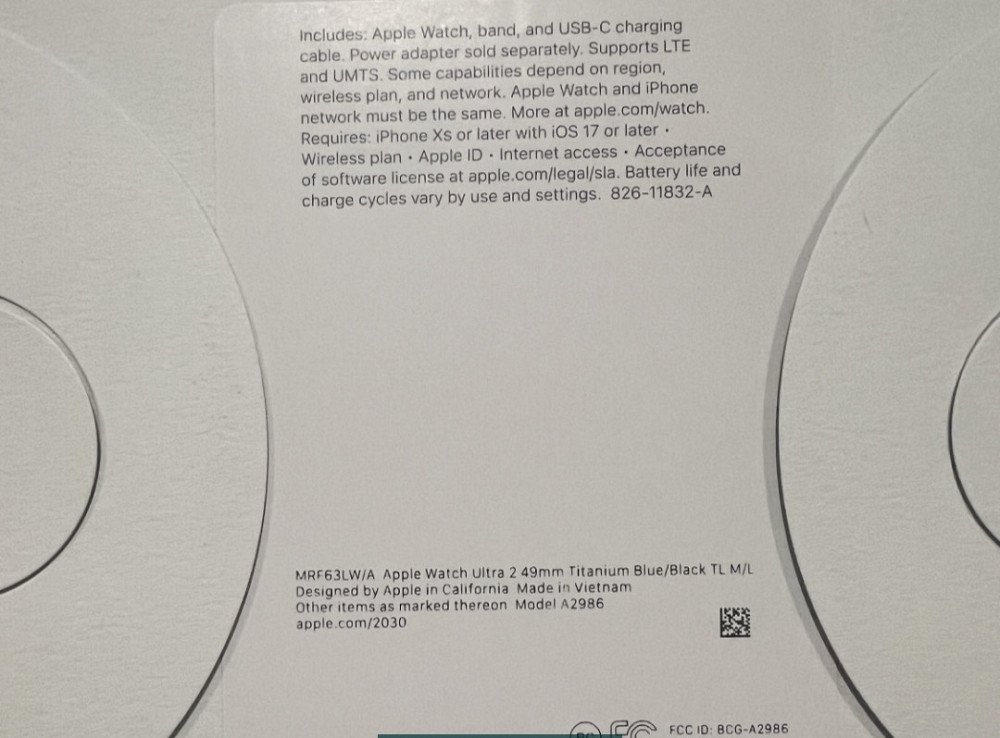 Includes: Apple Watch, band, and USB-C charging
cable. Power adapter sold separately. Supports LTE
and UMTS. Some capabilities depend on region,
wireless plan, and network. Apple Watch and iPhone
network must be the same. More at apple.com/watch.
Requires: iPhone Xs or later with iOS 17 or later •
Wireless plan • Apple ID • Internet access • Acceptance
of software license at apple.com/legal/sla. Battery life and
charge cycles vary by use and settings. 826-11832-A
MRF63LW/A Apple Watch Ultra 2 49mm Titanium Blue/Black TL M/L
Designed by Apple in California Made in Vietnam
Other items as marked thereon Model A2986
apple.com/2030
FCC ID: BCG-A2986